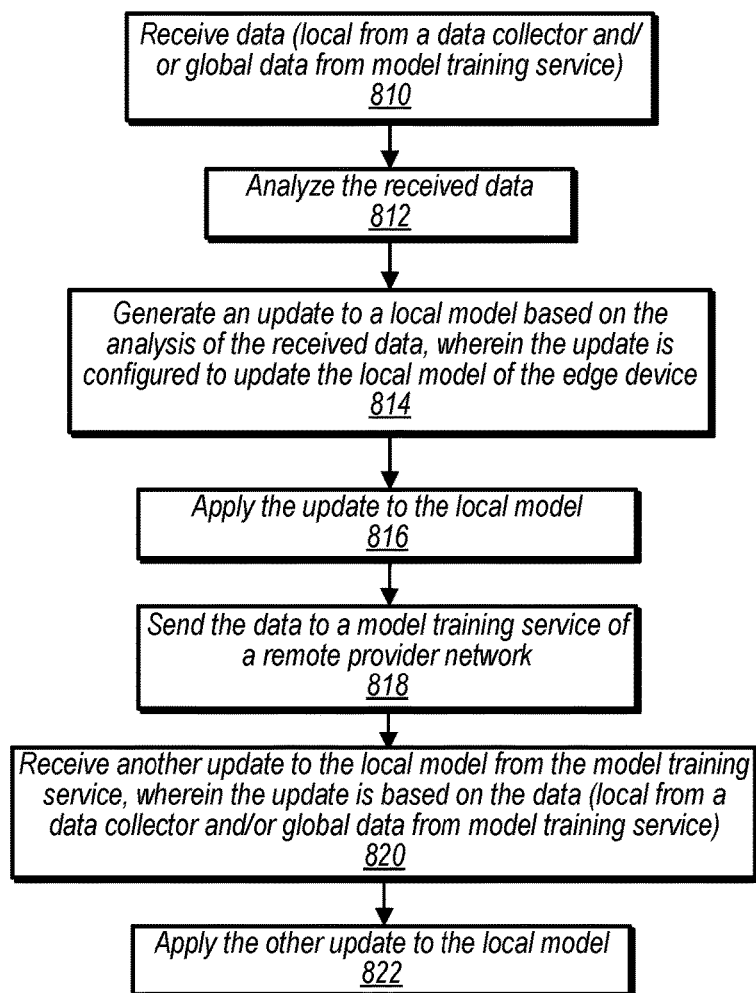 Receive data (local from a data collector and/
or global data from model training service)
810
Analyze the received data
812
Generate an update to a local model based on the
analysis of the received data, wherein the update is
configured to update the local model of the edge device
814
Apply the update to the local model
816
Send the data to a model training service of
a remote provider network
818
Receive another update to the local model from the model training
service, wherein the update is based on the data (local from a
data collector and/or global data from model training service)
820
Apply the other update to the local model
822